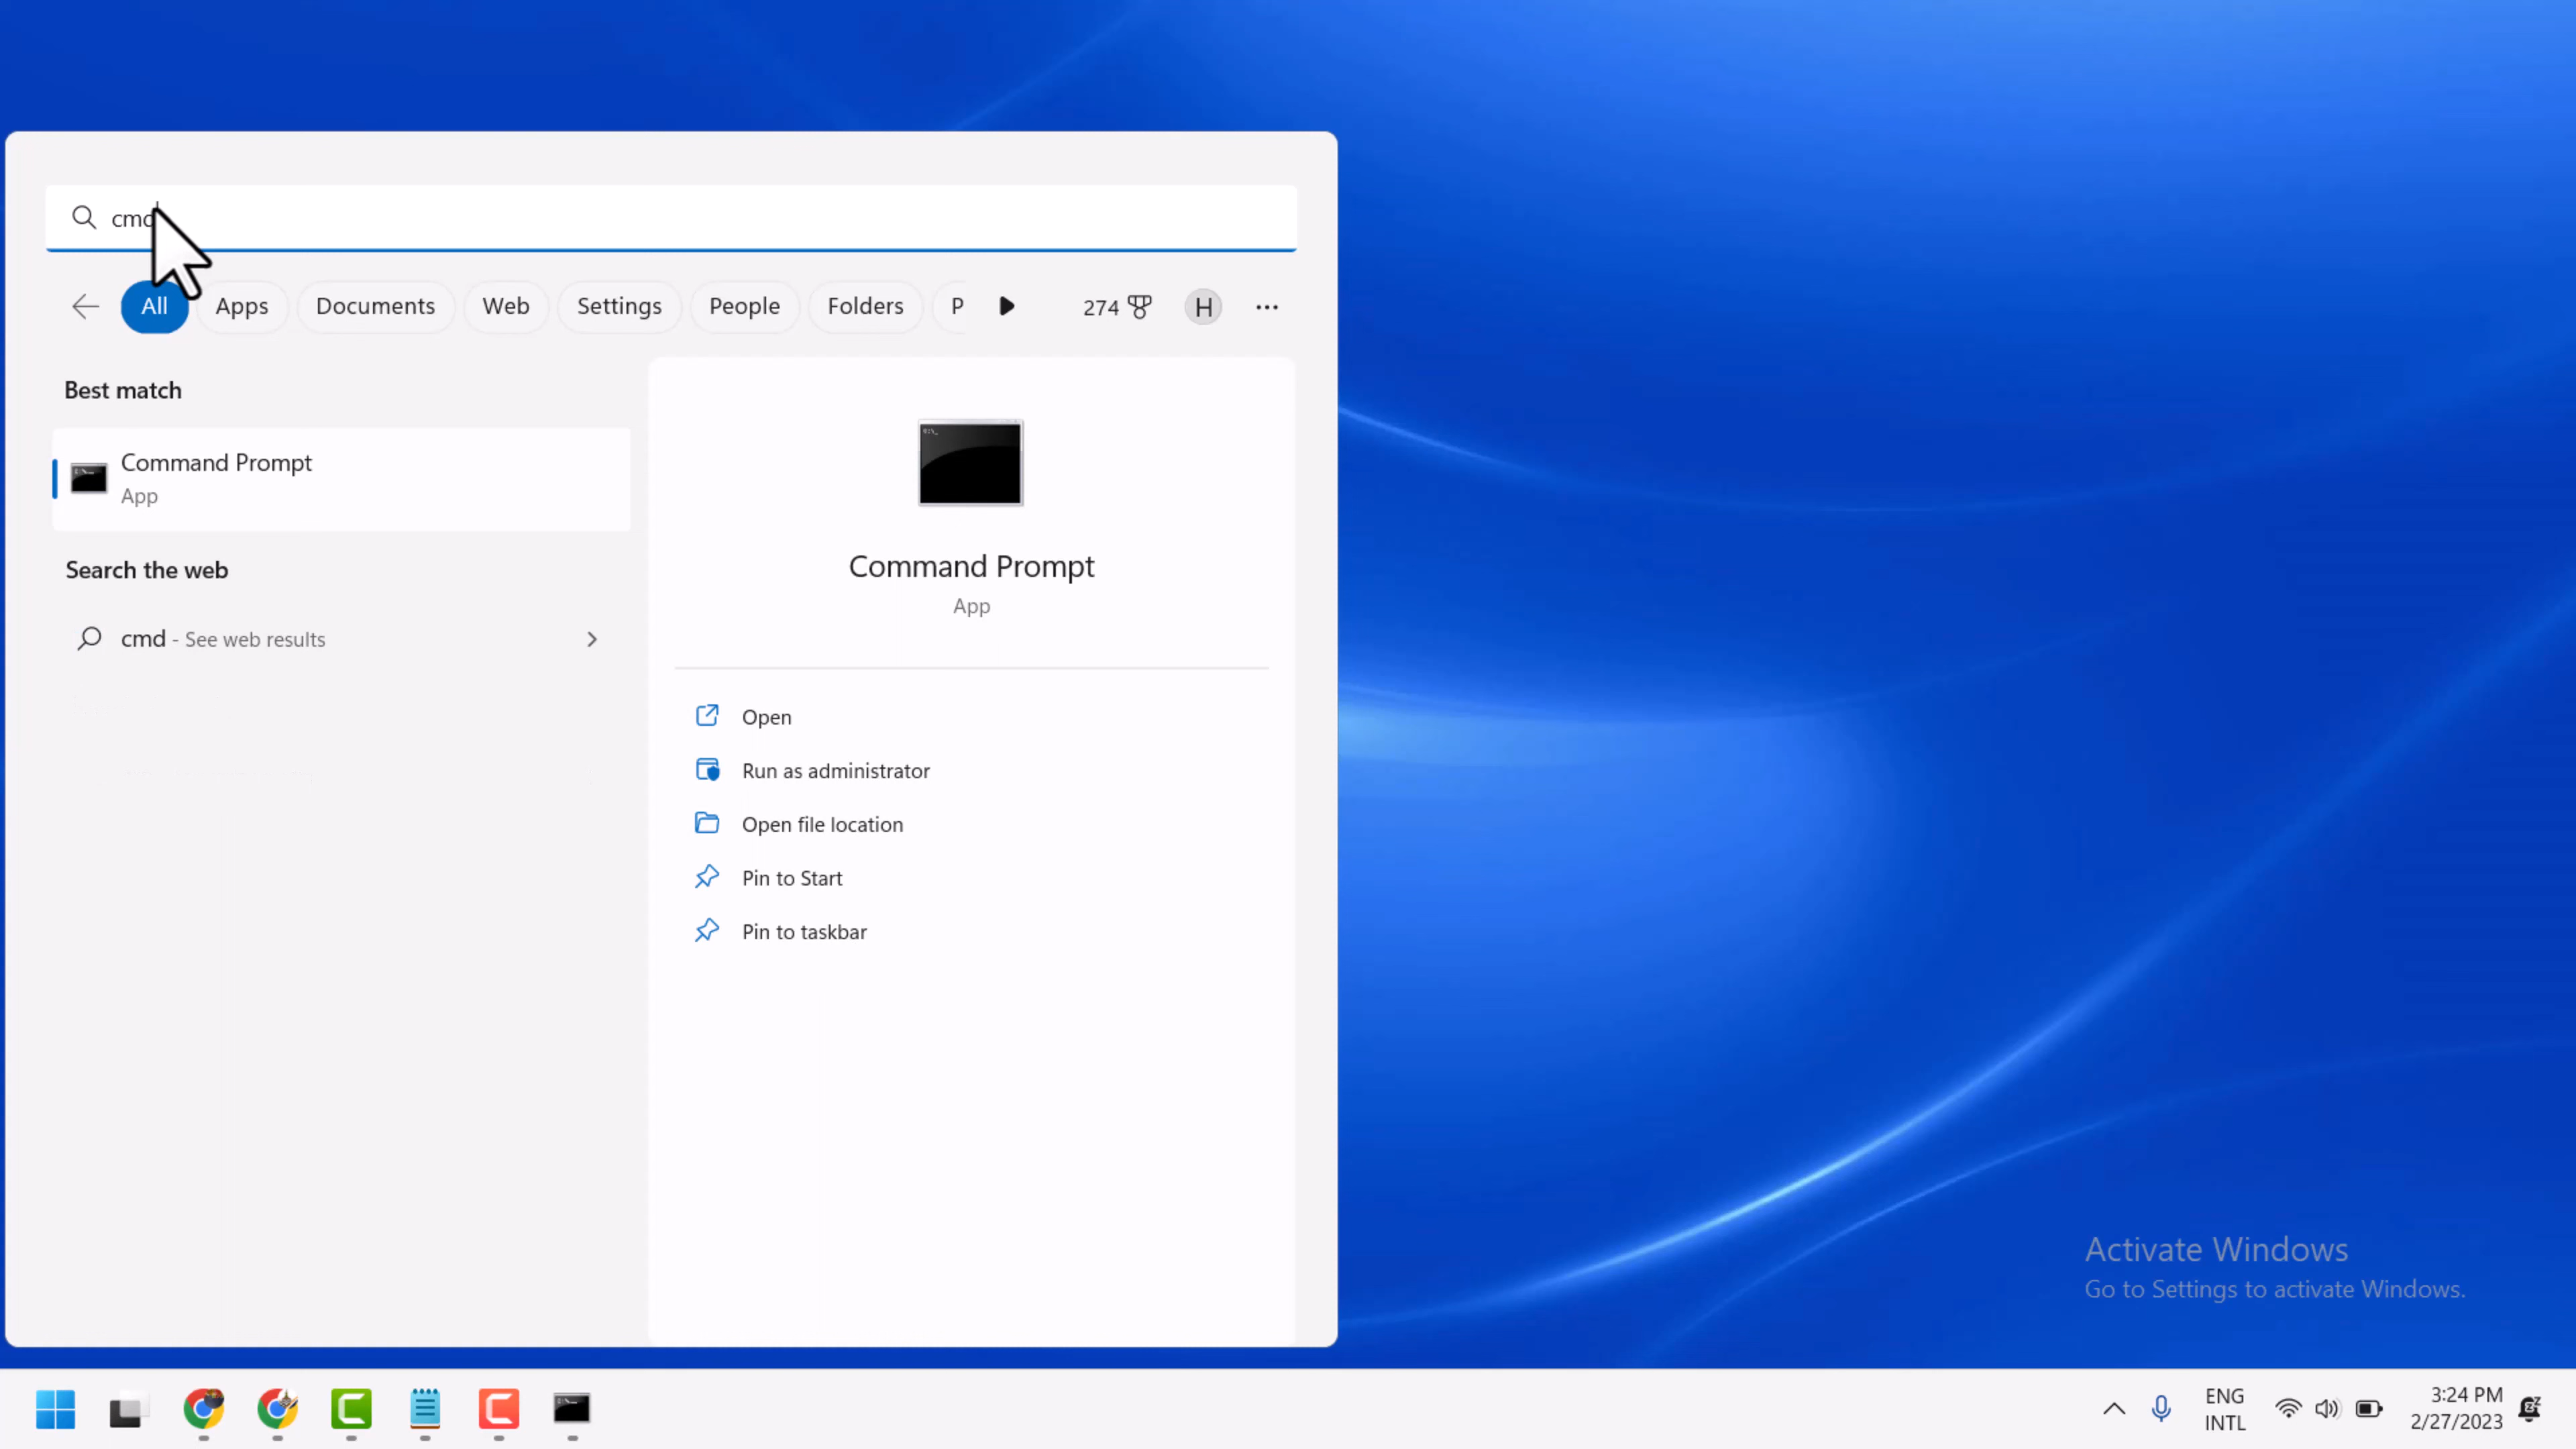 cmd
All Apps Documents Web Settings People Folders P 274 H
Best match
Command Prompt
App
Search the web
cmd - See web results
Command Prompt
App
Open
Run as administrator
Open file location
Pin to Start
Pin to taskbar
Activate Windows
Go to Settings to activate Windows.
ENG
INTL
3:24 PM
2/27/2023